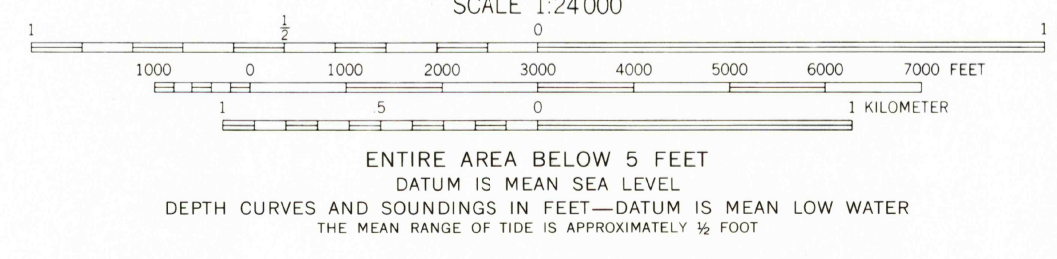 SCALE 1:24000
1 ½ 0 1
1000 0 1000 2000 3000 4000 5000 6000 7000 FEET
1 .5 0 1 KILOMETER
ENTIRE AREA BELOW 5 FEET
DATUM IS MEAN SEA LEVEL
DEPTH CURVES AND SOUNDINGS IN FEET—DATUM IS MEAN LOW WATER
THE MEAN RANGE OF TIDE IS APPROXIMATELY ½ FOOT